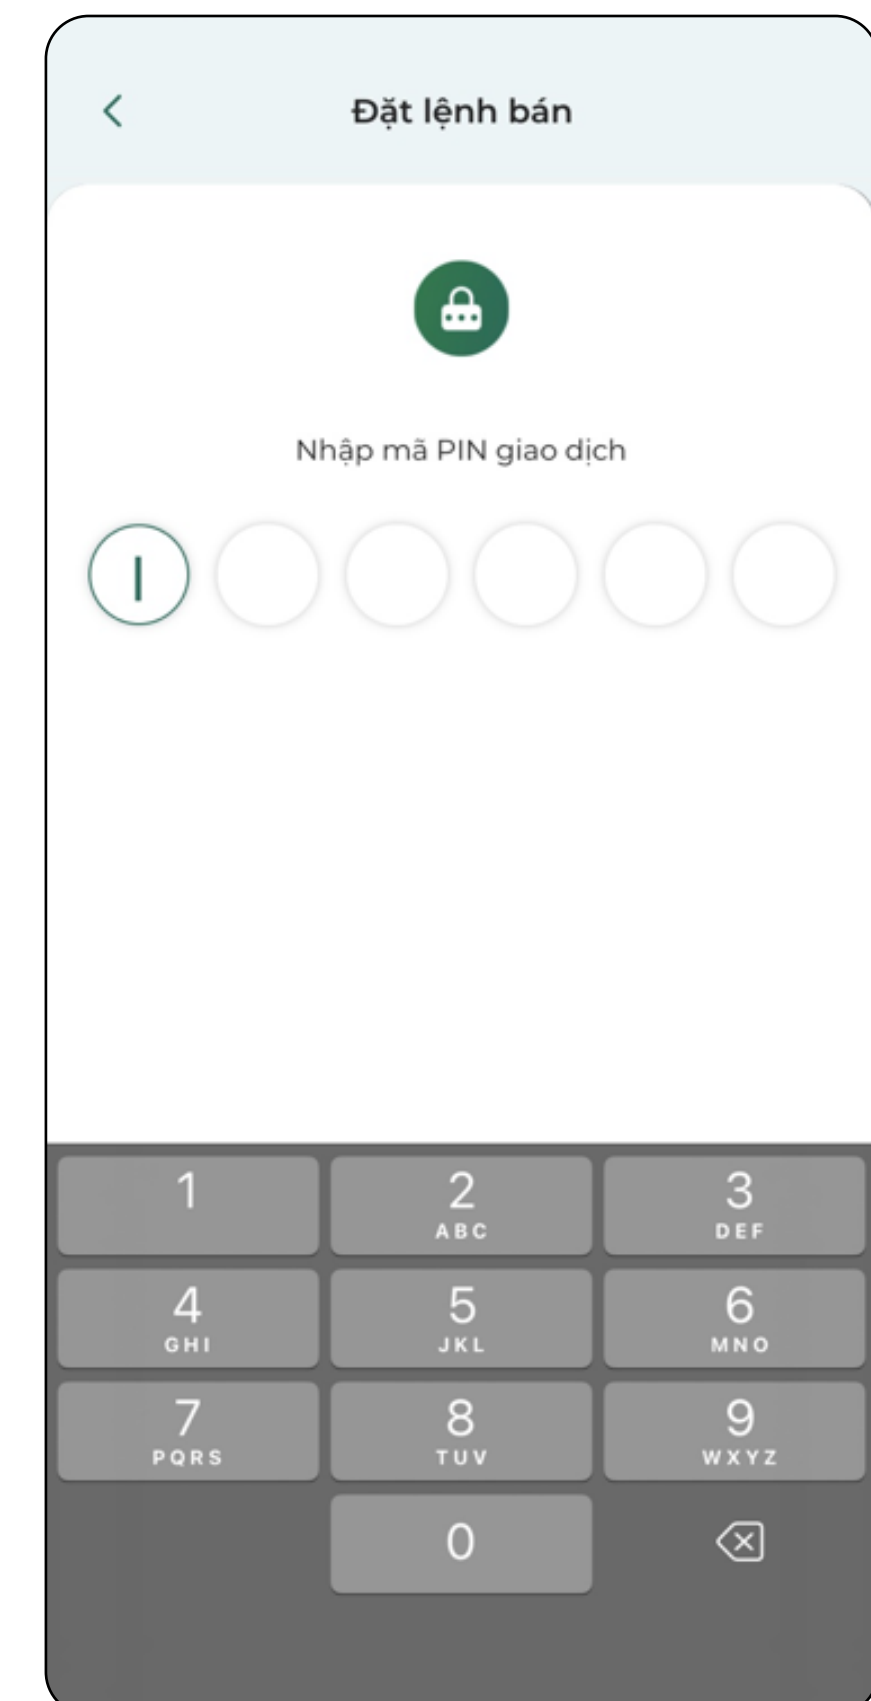 Đặt lệnh bán
Nhập mã PIN giao dịch
1 2 3
ABC DEF
4 5 6
GHI JKL MNO
7 8 9
PQRS TUV WXYZ
0